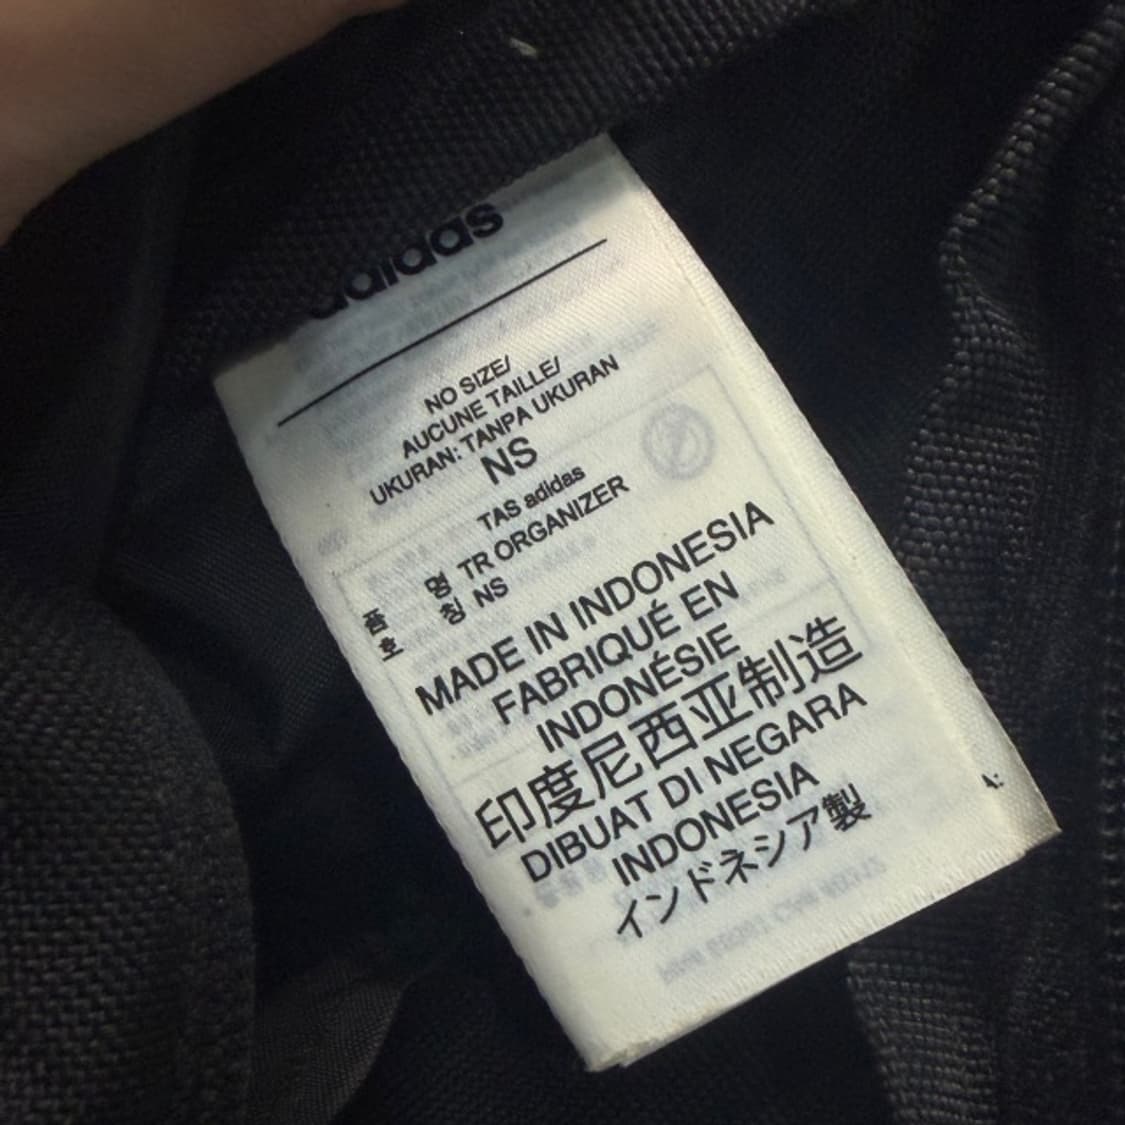 adidas
NO SIZE/
AUCUNE TAILLE/
UKURAN: TANPA UKURAN
NS
TAS adidas
품 명 TR ORGANIZER
호 칭 NS
MADE IN INDONESIA
FABRIQUÉ EN
INDONÉSIE
印度尼西亚制造
DIBUAT DI NEGARA
INDONESIA
インドネシア製